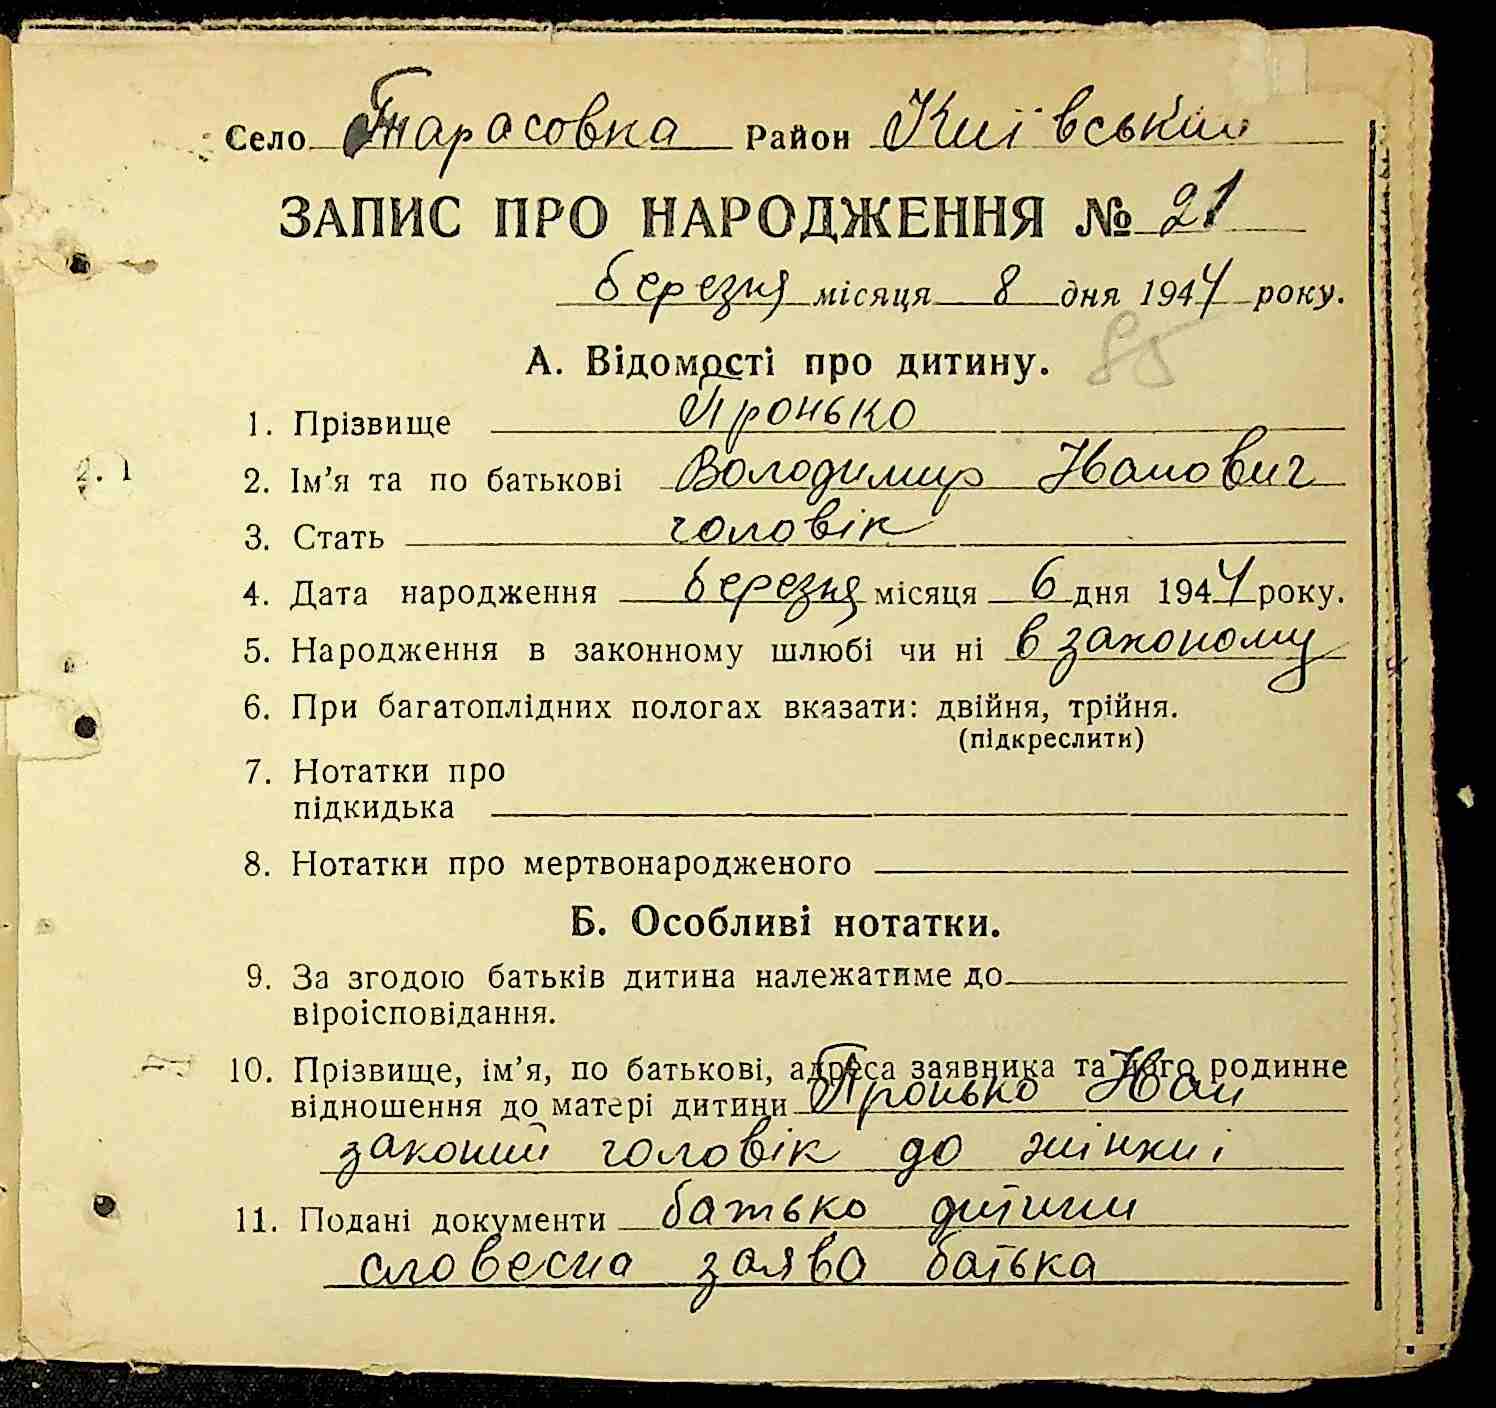 Село Тарасовка Район Київський
ЗАПИС ПРО НАРОДЖЕННЯ № 21
березня місяця 8 дня 194
року.
85
А. Відомості про дитину.
1. Прізвище Пронько
2. Ім'я та по батькові Володимир Іванович
2. 1
3. Стать чоловік
4. Дата народження березня місяця 6 дня 194
року.
5. Народження в законному шлюбі чи ні в законому
6. При багатоплідних пологах вказати: двійня, трійня.
(підкреслити)
7. Нотатки про
підкидька
8. Нотатки про мертвонародженого
Б. Особливі нотатки.
9. За згодою батьків дитина належатиме до
віроісповідання.
10. Прізвище, ім'я, по батькові, адреса заявника та його родинне
відношення до матері дитини Пронько Іван
законий чоловік до жінки і
11. Подані документи батько дитини
словесна заява батька